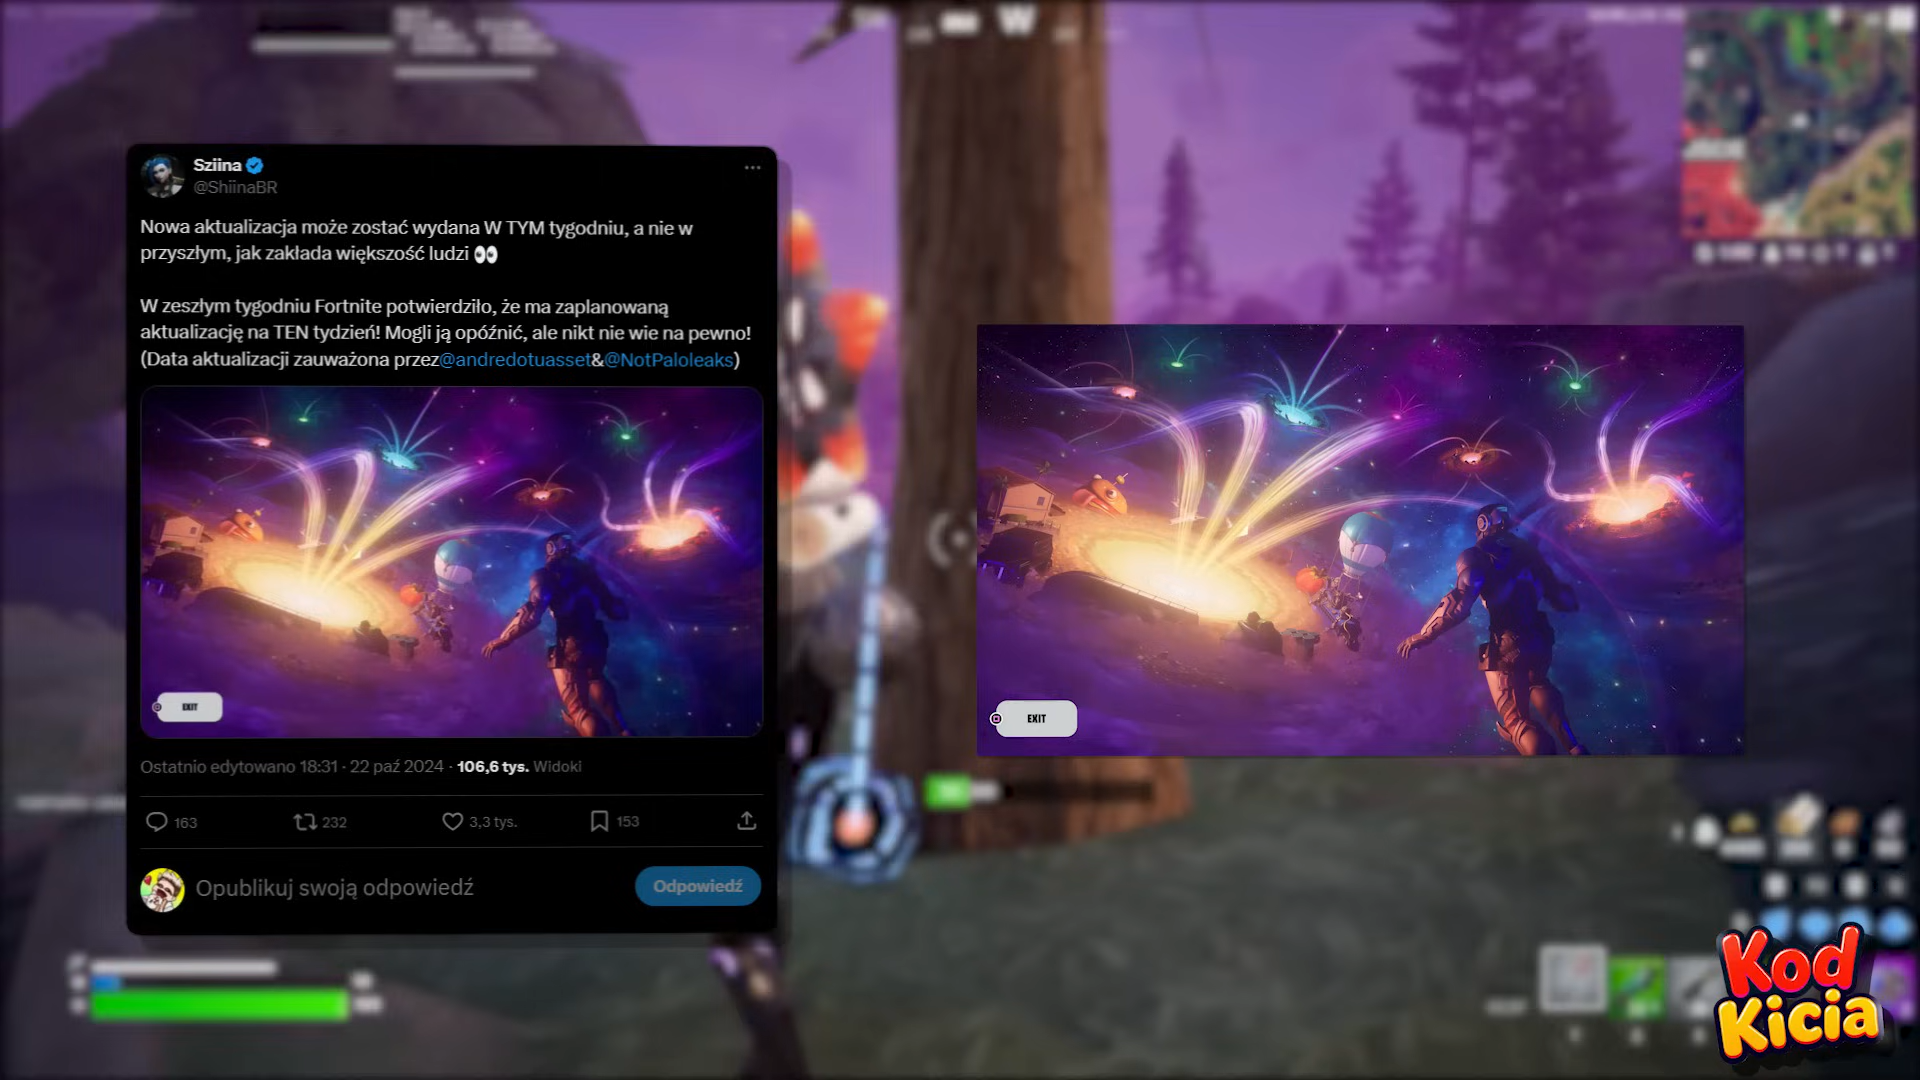 W
Sziina
@ShiinaBR
Nowa aktualizacja może zostać wydana W TYM tygodniu, a nie w
przyszłym, jak zakłada większość ludzi 👀
W zeszłym tygodniu Fortnite potwierdziło, że ma zaplanowaną
aktualizację na TEN tydzień! Mogli ją opóźnić, ale nikt nie wie na pewno!
(Data aktualizacji zauważona przez@andredotuasset&@NotPaloleaks)
EXIT
Ostatnio edytowano 18:31 · 22 paź 2024 · 106,6 tys. Widoki
163 232 3,3 tys. 153
Opublikuj swoją odpowiedź Odpowiedź
EXIT
Kod
Kicia